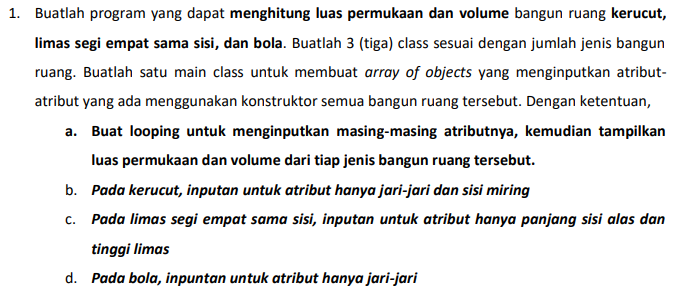 1. Buatlah program yang dapat menghitung luas permukaan dan volume bangun ruang kerucut,
limas segi empat sama sisi, dan bola. Buatlah 3 (tiga) class sesuai dengan jumlah jenis bangun
ruang. Buatlah satu main class untuk membuat array of objects yang menginputkan atribut-
atribut yang ada menggunakan konstruktor semua bangun ruang tersebut. Dengan ketentuan,
a. Buat looping untuk menginputkan masing-masing atributnya, kemudian tampilkan
luas permukaan dan volume dari tiap jenis bangun ruang tersebut.
b. Pada kerucut, inputan untuk atribut hanya jari-jari dan sisi miring
c. Pada limas segi empat sama sisi, inputan untuk atribut hanya panjang sisi alas dan
tinggi limas
d. Pada bola, inpuntan untuk atribut hanya jari-jari